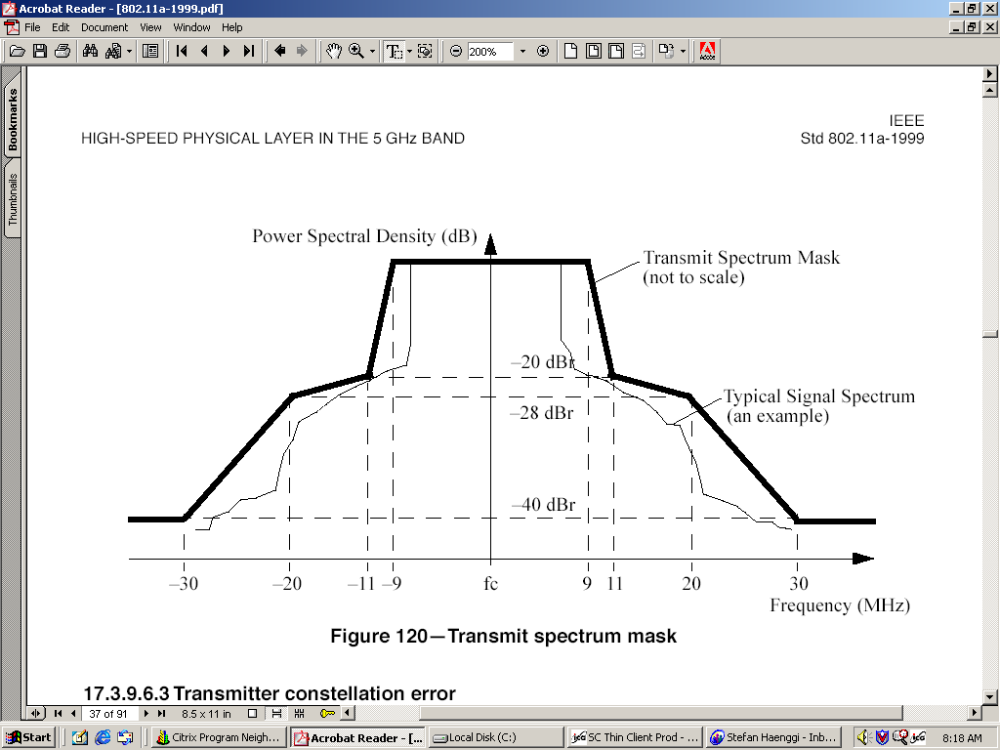 Acrobat Reader - [802.11a-1999.pdf]
File Edit Document View Window Help
200%
Adobe
Bookmarks
Thumbnails
IEEE
HIGH-SPEED PHYSICAL LAYER IN THE 5 GHz BAND
Std 802.11a-1999
Power Spectral Density (dB)
Transmit Spectrum Mask
(not to scale)
–20 dBr
Typical Signal Spectrum
(an example)
–28 dBr
–40 dBr
–30 –20 –11 –9 fc 9 11 20 30
Frequency (MHz)
Figure 120—Transmit spectrum mask
17.3.9.6.3 Transmitter constellation error
37 of 91
8.5 x 11 in
Start
Citrix Program Neigh...
Acrobat Reader - [...
Local Disk (C:)
SC Thin Client Prod - ...
Stefan Haenggi - Inb...
8:18 AM